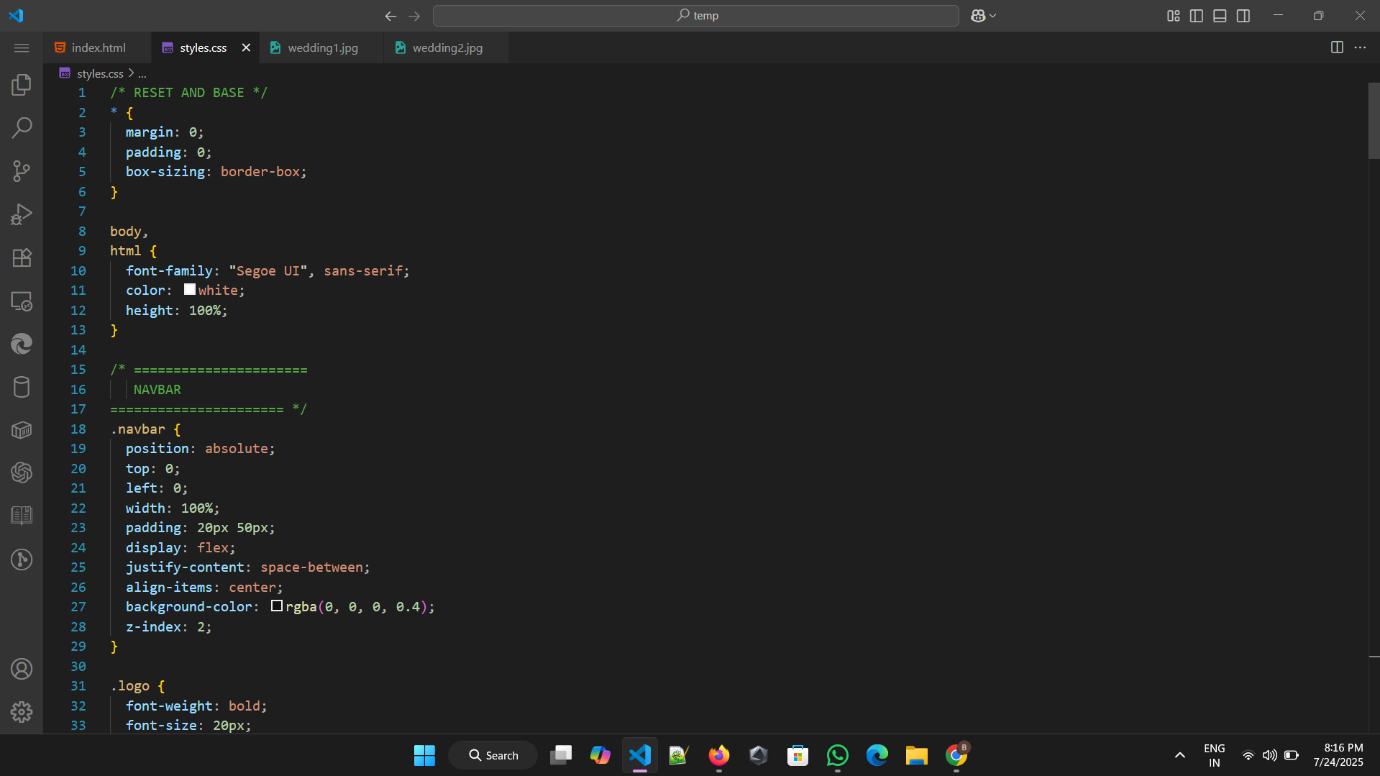 temp
index.html
styles.css
wedding1.jpg
wedding2.jpg
styles.css > ...
1 /* RESET AND BASE */
2 * {
3 margin: 0;
4 padding: 0;
5 box-sizing: border-box;
6 }
7
8 body,
9 html {
10 font-family: "Segoe UI", sans-serif;
11 color: white;
12 height: 100%;
13 }
14
15 /* ======================
16 NAVBAR
17 ====================== */
18 .navbar {
19 position: absolute;
20 top: 0;
21 left: 0;
22 width: 100%;
23 padding: 20px 50px;
24 display: flex;
25 justify-content: space-between;
26 align-items: center;
27 background-color: rgba(0, 0, 0, 0.4);
28 z-index: 2;
29 }
30
31 .logo {
32 font-weight: bold;
33 font-size: 20px;
Search
ENG
IN
8:16 PM
7/24/2025